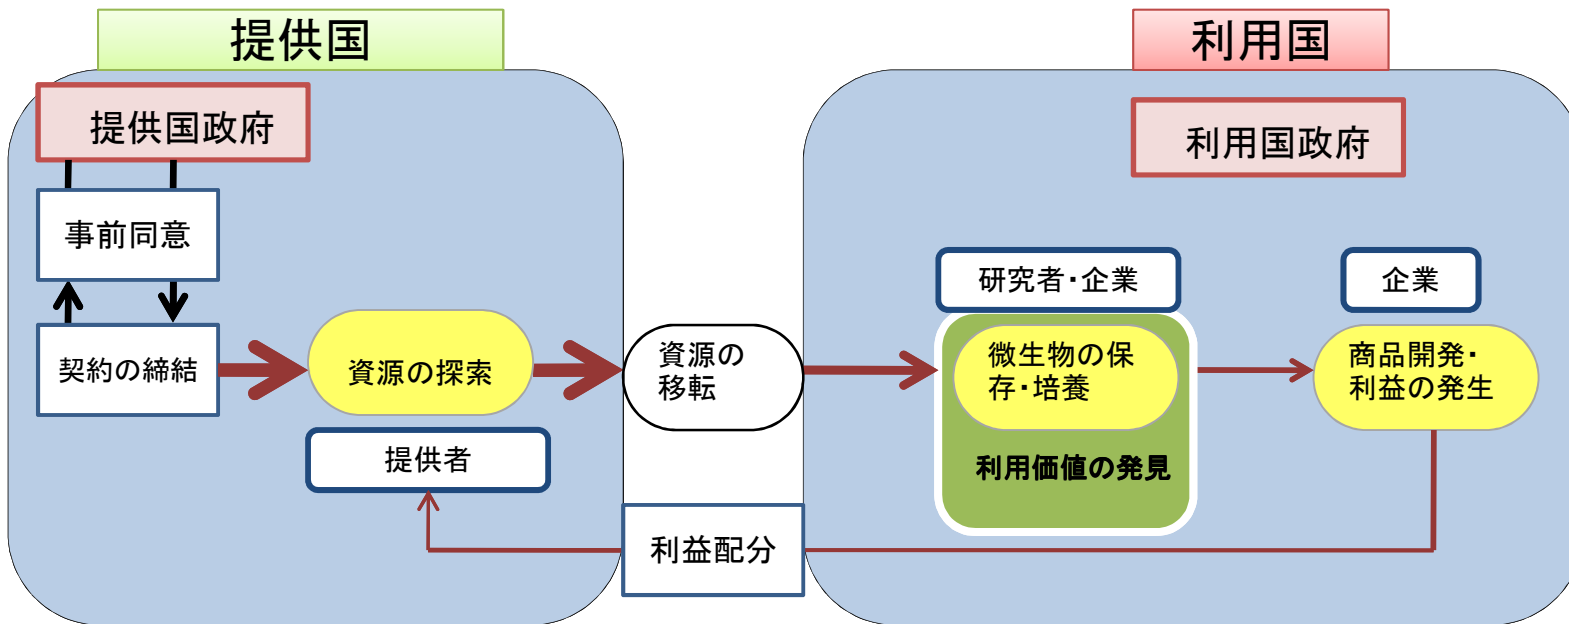 提供国
利用国
提供国政府
利用国政府
事前同意
研究者・企業
企業
契約の締結
資源の探索
資源の
移転
微生物の保
存・培養
商品開発・
利益の発生
提供者
利用価値の発見
利益配分